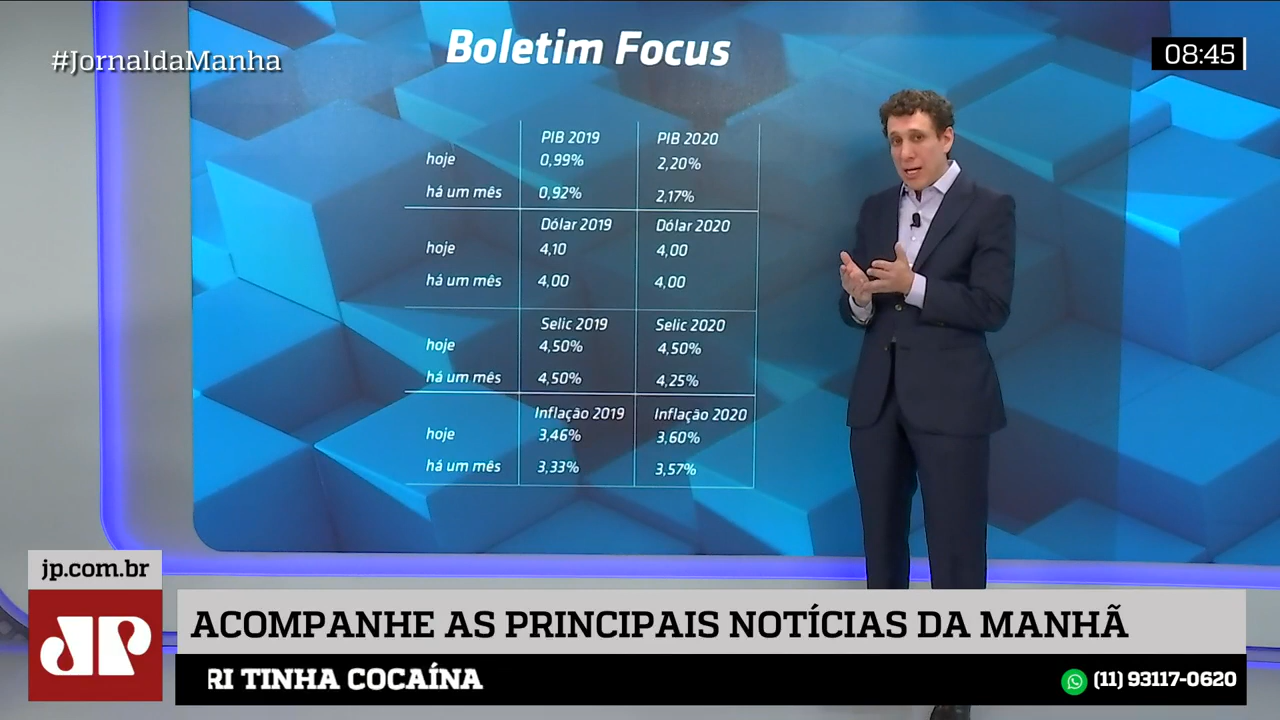 #JornaldaManha
Boletim Focus
08:45
PIB 2019 PIB 2020
hoje 0,99% 2,20%
há um mês 0,92% 2,17%
Dólar 2019 Dólar 2020
hoje 4,10 4,00
há um mês 4,00 4,00
Selic 2019 Selic 2020
hoje 4,50% 4,50%
há um mês 4,50% 4,25%
Inflação 2019 Inflação 2020
hoje 3,46% 3,60%
há um mês 3,33% 3,57%
jp.com.br
JP
ACOMPANHE AS PRINCIPAIS NOTÍCIAS DA MANHÃ
RI TINHA COCAÍNA
(11) 93117-0620